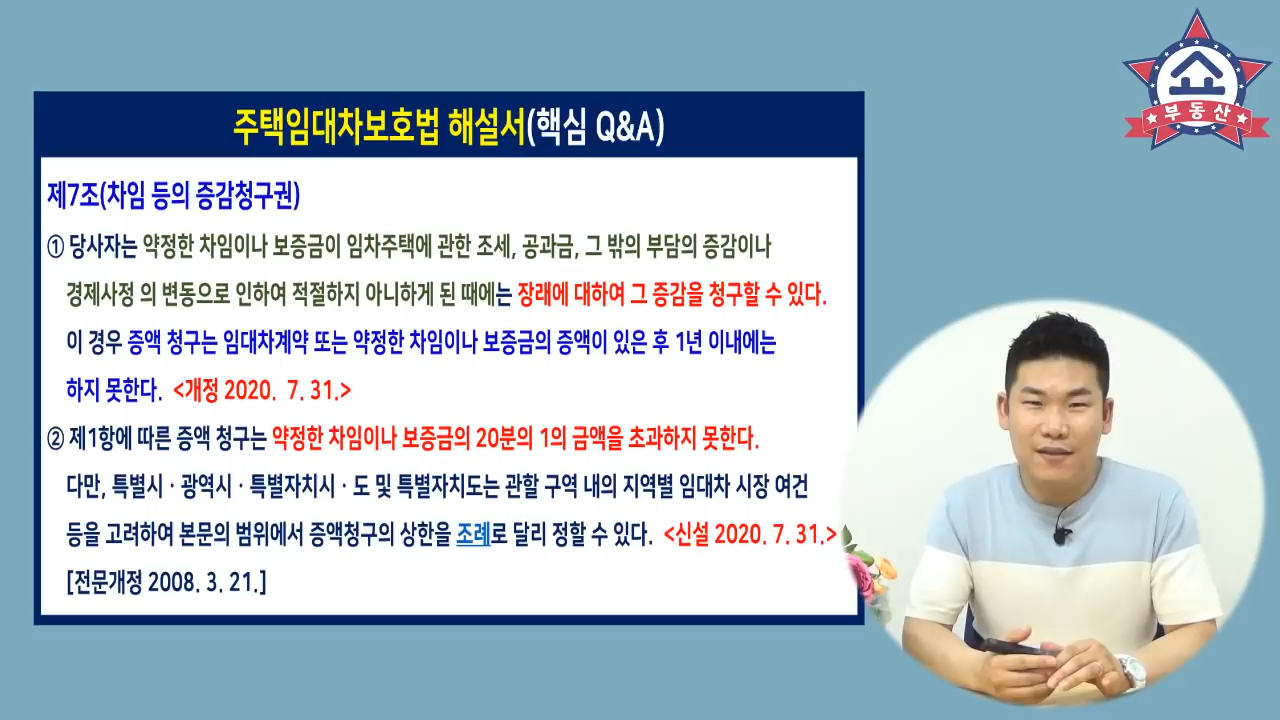 주택임대차보호법 해설서(핵심 Q&A)
제7조(차임 등의 증감청구권)
① 당사자는 약정한 차임이나 보증금이 임차주택에 관한 조세, 공과금, 그 밖의 부담의 증감이나
경제사정 의 변동으로 인하여 적절하지 아니하게 된 때에는 장래에 대하여 그 증감을 청구할 수 있다.
이 경우 증액 청구는 임대차계약 또는 약정한 차임이나 보증금의 증액이 있은 후 1년 이내에는
하지 못한다. <개정 2020. 7. 31.>
② 제1항에 따른 증액 청구는 약정한 차임이나 보증금의 20분의 1의 금액을 초과하지 못한다.
다만, 특별시ㆍ광역시ㆍ특별자치시ㆍ도 및 특별자치도는 관할 구역 내의 지역별 임대차 시장 여건
등을 고려하여 본문의 범위에서 증액청구의 상한을 조례로 달리 정할 수 있다. <신설 2020. 7. 31.>
[전문개정 2008. 3. 21.]
쇼
부동산